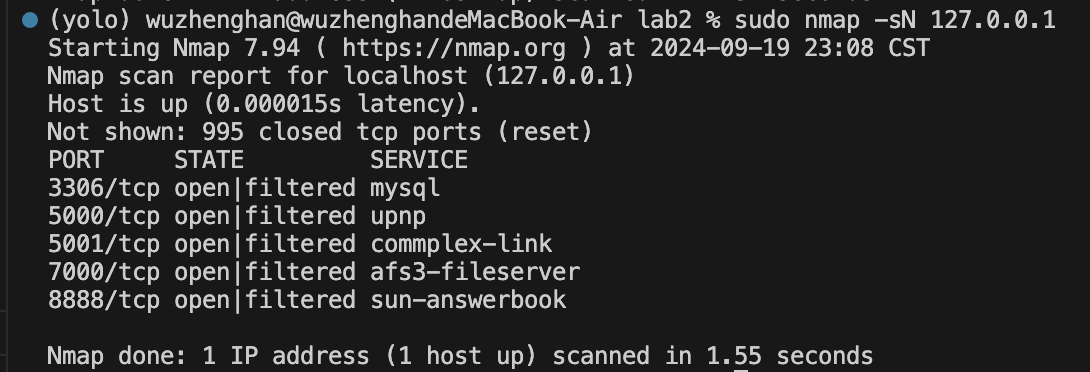 (yolo) wuzhenghan@wuzhenghandeMacBook-Air lab2 % sudo nmap -sN 127.0.0.1
Starting Nmap 7.94 ( https://nmap.org ) at 2024-09-19 23:08 CST
Nmap scan report for localhost (127.0.0.1)
Host is up (0.000015s latency).
Not shown: 995 closed tcp ports (reset)
PORT     STATE         SERVICE
3306/tcp open|filtered mysql
5000/tcp open|filtered upnp
5001/tcp open|filtered commplex-link
7000/tcp open|filtered afs3-fileserver
8888/tcp open|filtered sun-answerbook
Nmap done: 1 IP address (1 host up) scanned in 1.55 seconds